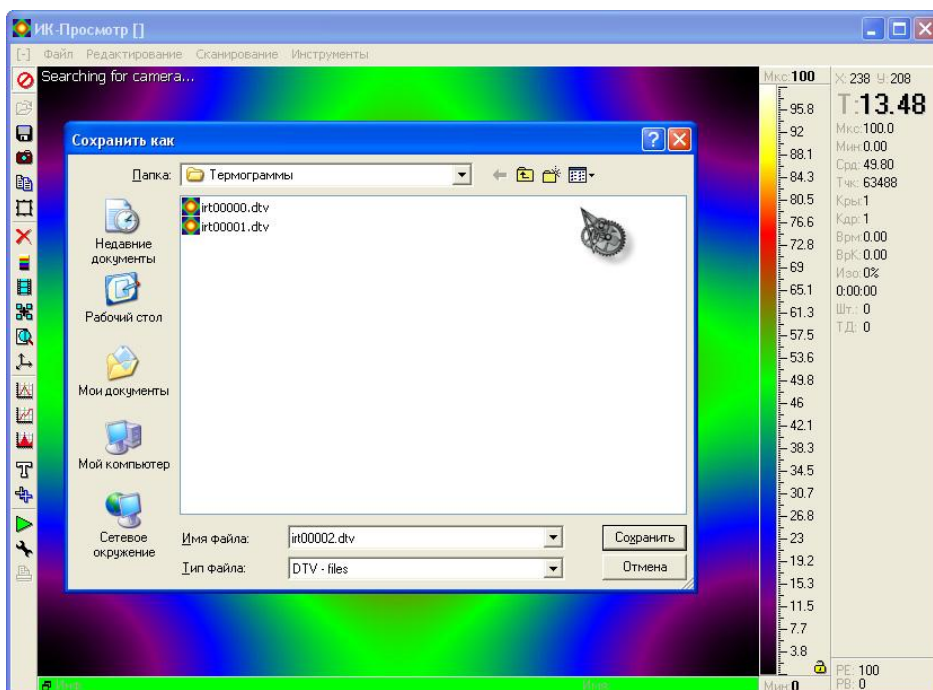 ИК-Просмотр []
[-] Файл Редактирование Сканирование Инструменты
Searching for camera...
Сохранить как
Папка: Термограммы
irt00000.dtv
irt00001.dtv
Недавние
документы
Рабочий стол
Мои документы
Мой компьютер
Сетевое
окружение
Имя файла: irt00002.dtv
Сохранить
Тип файла: DTV - files
Отмена
Мкс:100
95.8
92
88.1
84.3
80.5
76.6
72.8
69
65.1
61.3
57.5
53.6
49.8
46
42.1
38.3
34.5
30.7
26.8
23
19.2
15.3
11.5
7.7
3.8
Мин:0
X: 238 У: 208
T:13.48
Мкс:100.0
Мин:0.00
Срд: 49.80
Тчк: 63488
Кры:1
Кдр: 1
Врм:0.00
ВрК: 0.00
Изо: 0%
0:00:00
Шт.: 0
ТД: 0
РЕ: 100
РВ: 0